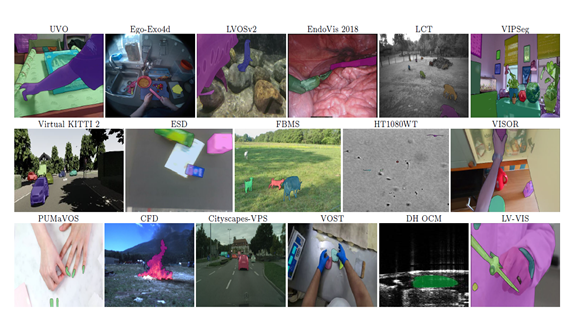 UVO Ego-Exo4d LVOSv2 EndoVis 2018 LCT VIPSeg
Virtual KITTI 2 ESD FBMS HT1080WT VISOR
PUMaVOS CFD Cityscapes-VPS VOST DH OCM LV-VIS